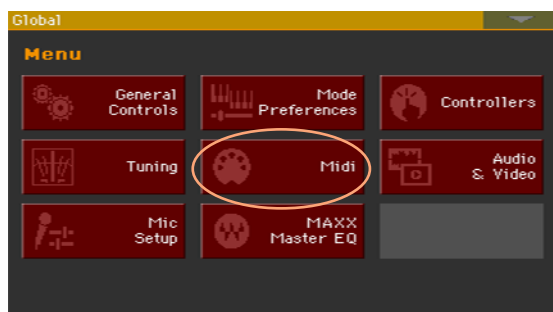 Global
Menu
General
Controls
Mode
Preferences
Controllers
Tuning
Midi
Audio
& Video
Mic
Setup
MAXX
Master EQ